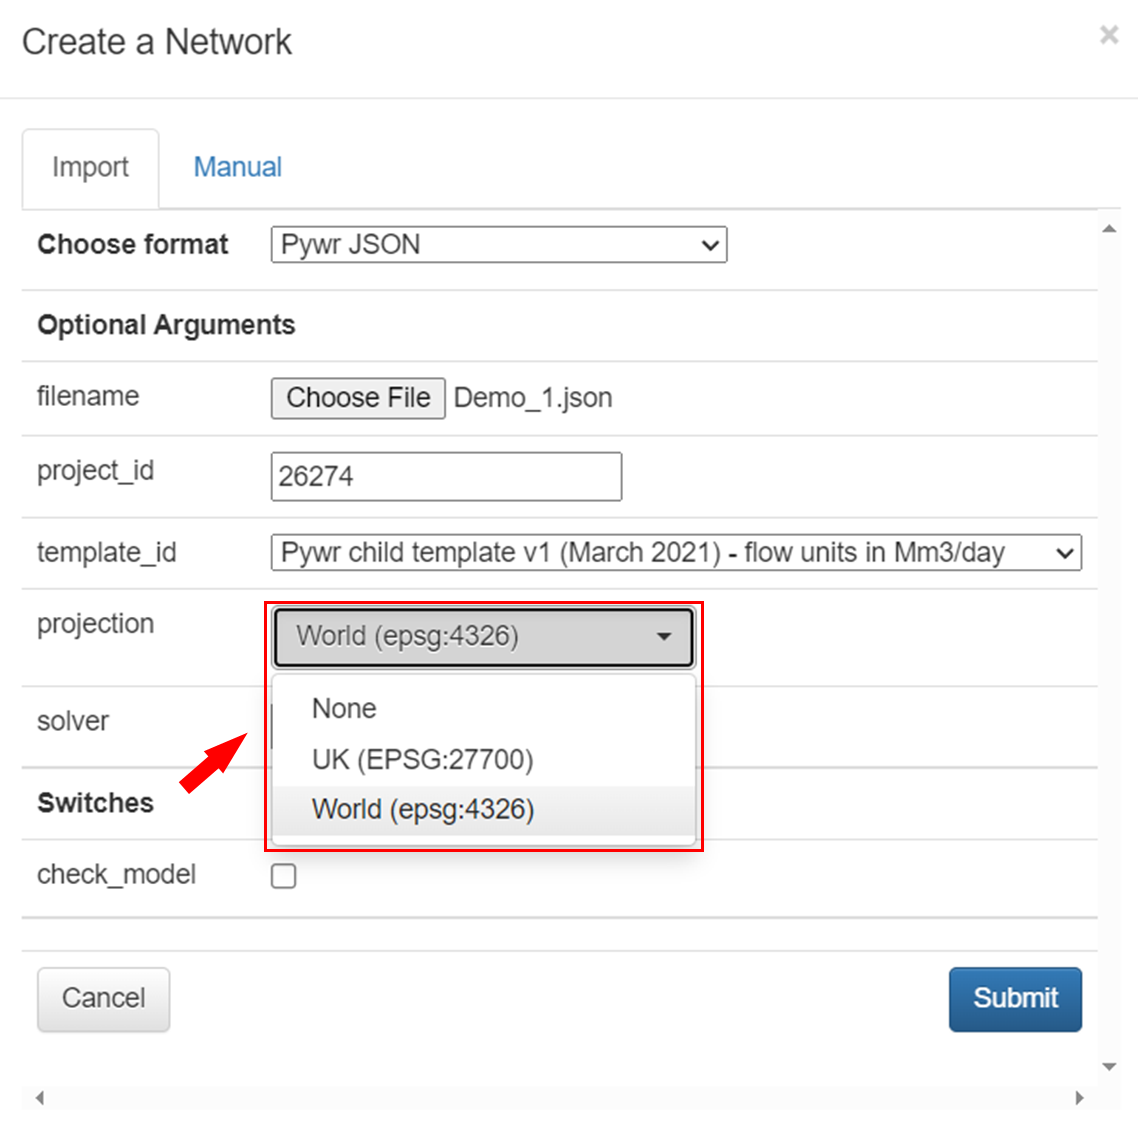 Create a Network
×
Import Manual
Choose format Pywr JSON
Optional Arguments
filename Choose File Demo_1.json
project_id 26274
template_id Pywr child template v1 (March 2021) - flow units in Mm3/day
projection World (epsg:4326)
None
solver
UK (EPSG:27700)
Switches World (epsg:4326)
check_model
Cancel Submit